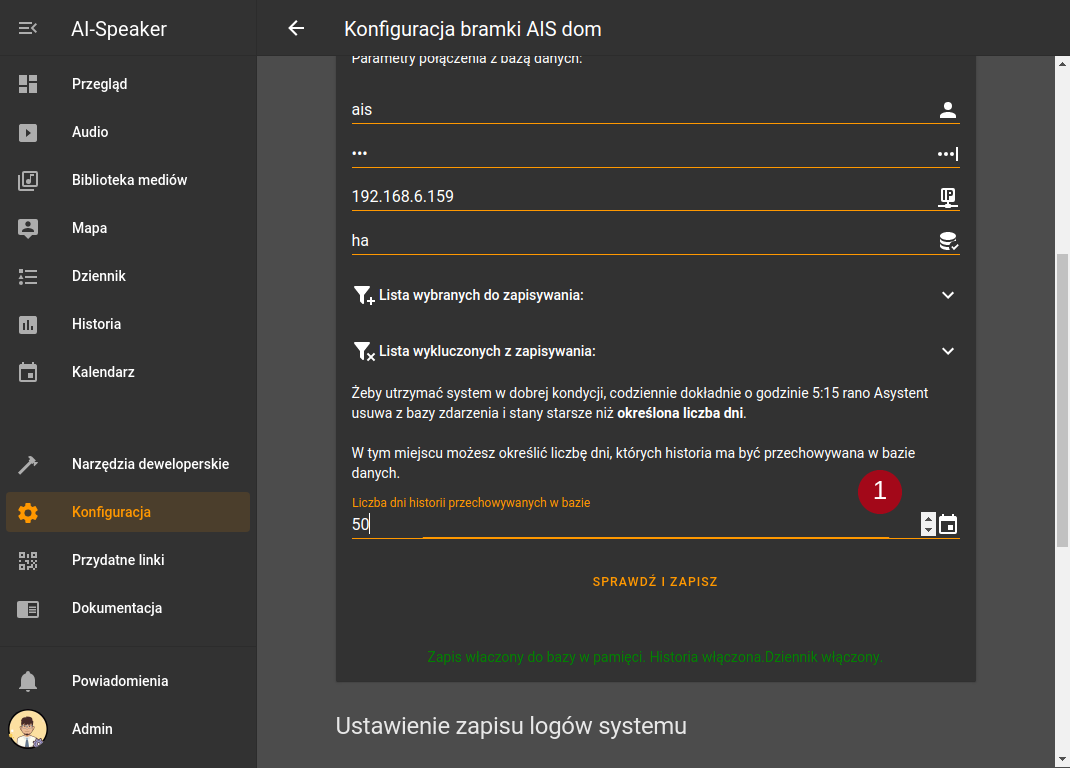 AI-Speaker
Przegląd
Audio
Biblioteka mediów
Mapa
Dziennik
Historia
Kalendarz
Narzędzia deweloperskie
Konfiguracja
Przydatne linki
Dokumentacja
Powiadomienia
Admin
Konfiguracja bramki AIS dom
Parametry połączenia z bazą danych:
ais
•••
192.168.6.159
IP
ha
Lista wybranych do zapisywania:
Lista wykluczonych z zapisywania:
Żeby utrzymać system w dobrej kondycji, codziennie dokładnie o godzinie 5:15 rano Asystent
usuwa z bazy zdarzenia i stany starsze niż określona liczba dni.
W tym miejscu możesz określić liczbę dni, których historia ma być przechowywana w bazie
danych.
1
Liczba dni historii przechowywanych w bazie
50
SPRAWDŹ I ZAPISZ
Zapis właczony do bazy w pamięci. Historia włączona.Dziennik włączony.
Ustawienie zapisu logów systemu